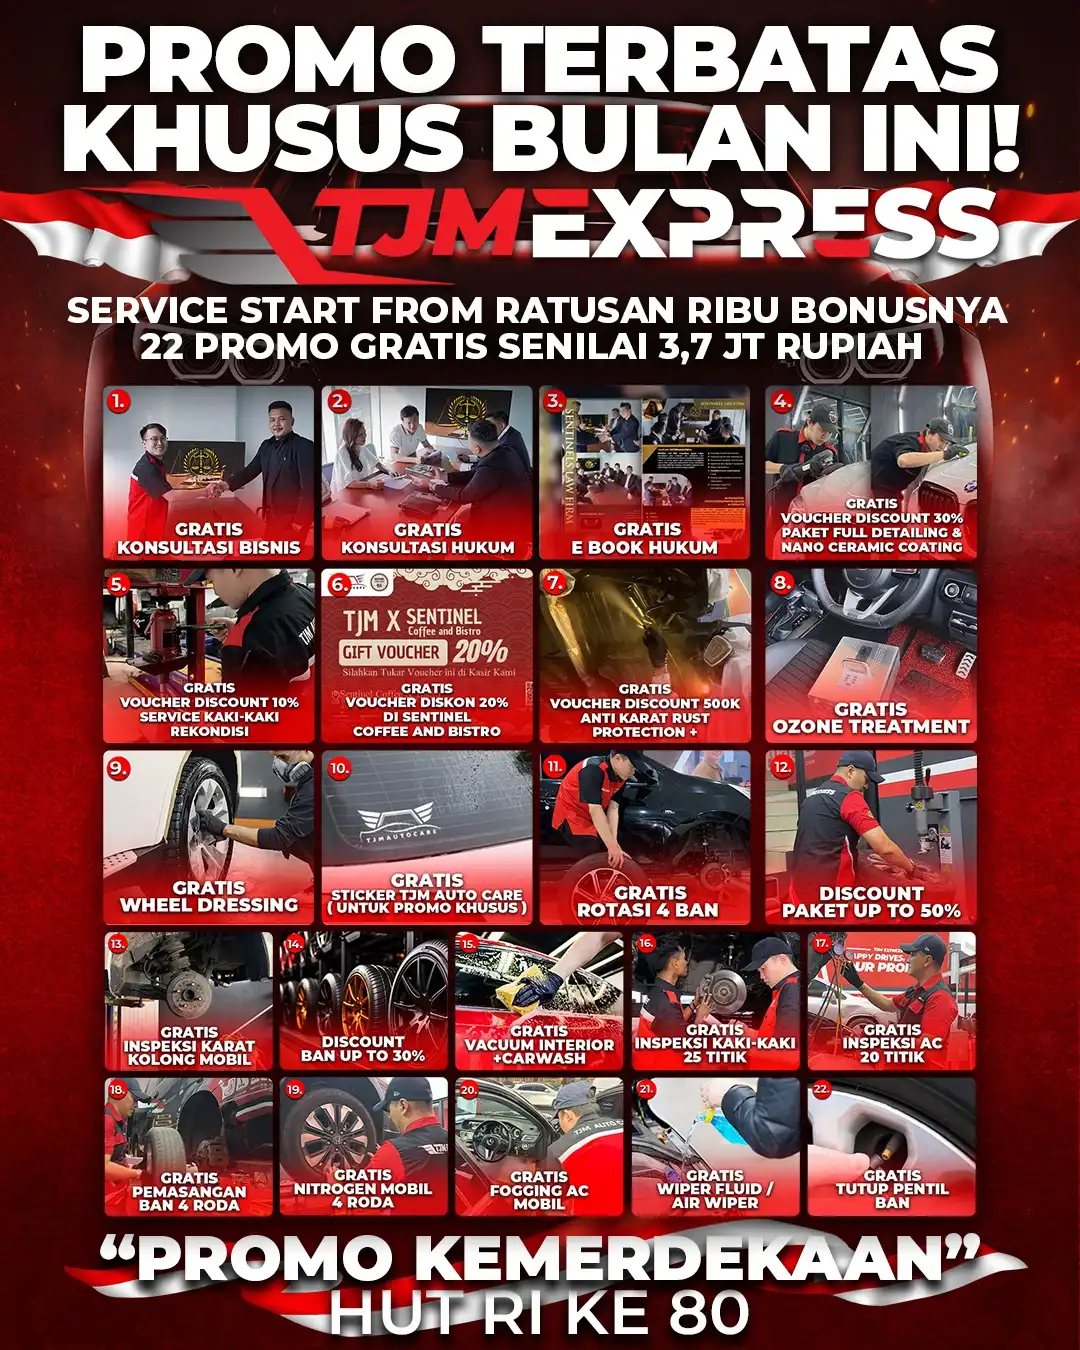 PROMO TERBATAS
KHUSUS BULAN INI!
TJMEXPRESS
SERVICE START FROM RATUSAN RIBU BONUSNYA
22 PROMO GRATIS SENILAI 3,7 JT RUPIAH
1.
GRATIS
KONSULTASI BISNIS
2.
GRATIS
KONSULTASI HUKUM
3.
SENTINELS LAW FIRM
GRATIS
E BOOK HUKUM
4.
GRATIS
VOUCHER DISCOUNT 30%
PAKET FULL DETAILING &
NANO CERAMIC COATING
5.
GRATIS
VOUCHER DISCOUNT 10%
SERVICE KAKI-KAKI
REKONDISI
6.
TJM X SENTINEL
Coffee and Bistro
GIFT VOUCHER 20%
Silahkan Tukar Voucher ini di Kasir Kami
GRATIS
VOUCHER DISKON 20%
DI SENTINEL
COFFEE AND BISTRO
7.
GRATIS
VOUCHER DISCOUNT 500K
ANTI KARAT RUST
PROTECTION +
8.
GRATIS
OZONE TREATMENT
9.
GRATIS
WHEEL DRESSING
10.
TJMAUTOCARE
GRATIS
STICKER TJM AUTO CARE
( UNTUK PROMO KHUSUS )
11.
GRATIS
ROTASI 4 BAN
12.
DISCOUNT
PAKET UP TO 50%
13.
GRATIS
INSPEKSI KARAT
KOLONG MOBIL
14.
DISCOUNT
BAN UP TO 30%
15.
GRATIS
VACUUM INTERIOR
+CARWASH
16.
GRATIS
INSPEKSI KAKI-KAKI
25 TITIK
17.
GRATIS
INSPEKSI AC
20 TITIK
18.
GRATIS
PEMASANGAN
BAN 4 RODA
19.
TJM
GRATIS
NITROGEN MOBIL
4 RODA
20.
TJM AUTO
GRATIS
FOGGING AC
MOBIL
21.
GRATIS
WIPER FLUID /
AIR WIPER
22.
GRATIS
TUTUP PENTIL
BAN
“PROMO KEMERDEKAAN”
HUT RI KE 80